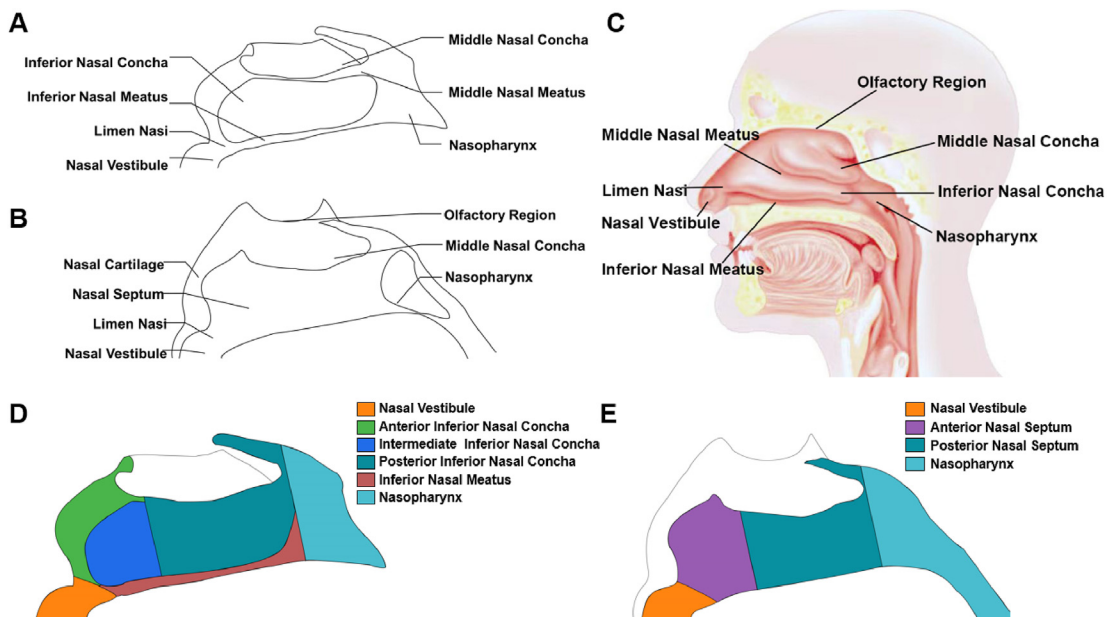 A
Middle Nasal Concha
Inferior Nasal Concha
Inferior Nasal Meatus
Middle Nasal Meatus
Limen Nasi
Nasopharynx
Nasal Vestibule
B
Olfactory Region
Middle Nasal Concha
Nasal Cartilage
Nasopharynx
Nasal Septum
Limen Nasi
Nasal Vestibule
C
Olfactory Region
Middle Nasal Meatus
Middle Nasal Concha
Limen Nasi
Inferior Nasal Concha
Nasal Vestibule
Nasopharynx
Inferior Nasal Meatus
D
Nasal Vestibule
Anterior Inferior Nasal Concha
Intermediate Inferior Nasal Concha
Posterior Inferior Nasal Concha
Inferior Nasal Meatus
Nasopharynx
E
Nasal Vestibule
Anterior Nasal Septum
Posterior Nasal Septum
Nasopharynx